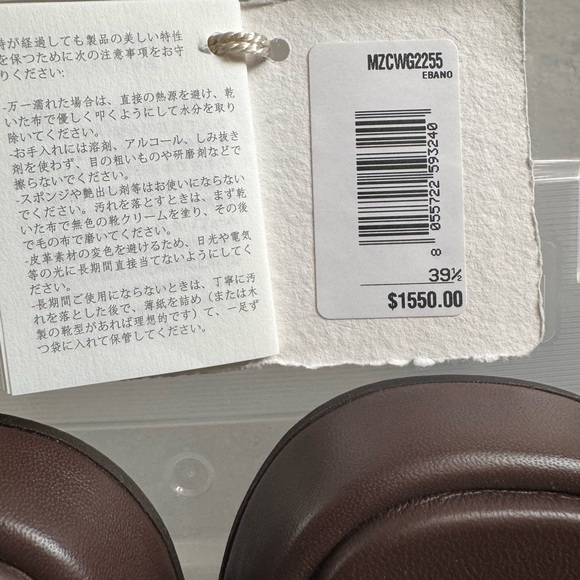 時が経過しても製品の美しい特性
を保つために次の注意事項をお守
りください:
-万一濡れた場合は、直接の熱源を避け、乾
いた布で優しく叩くようにして水分を取り
除いてください。
-お手入れには溶剤、アルコール、しみ抜き
剤を使わず、目の粗いものや研磨剤などで
擦らないでください。
-スポンジや艶出し剤等はお使いにならない
でください。汚れを落とすときは、まず乾
いた布で無色の靴クリームを塗り、その後
で毛の布で磨いてください。
-皮革素材の変色を避けるため、日光や電気
等の光に長期間直接当てないようにしてく
ださい。
-長期間ご使用にならないときは、丁寧に汚
れを落とした後で、薄紙を詰め（または木
製の靴型があれば理想的です）て、一足ず
つ袋に入れて保管してください。
MZCWG2255
EBANO
8 055722 593240
39½
$1550.00